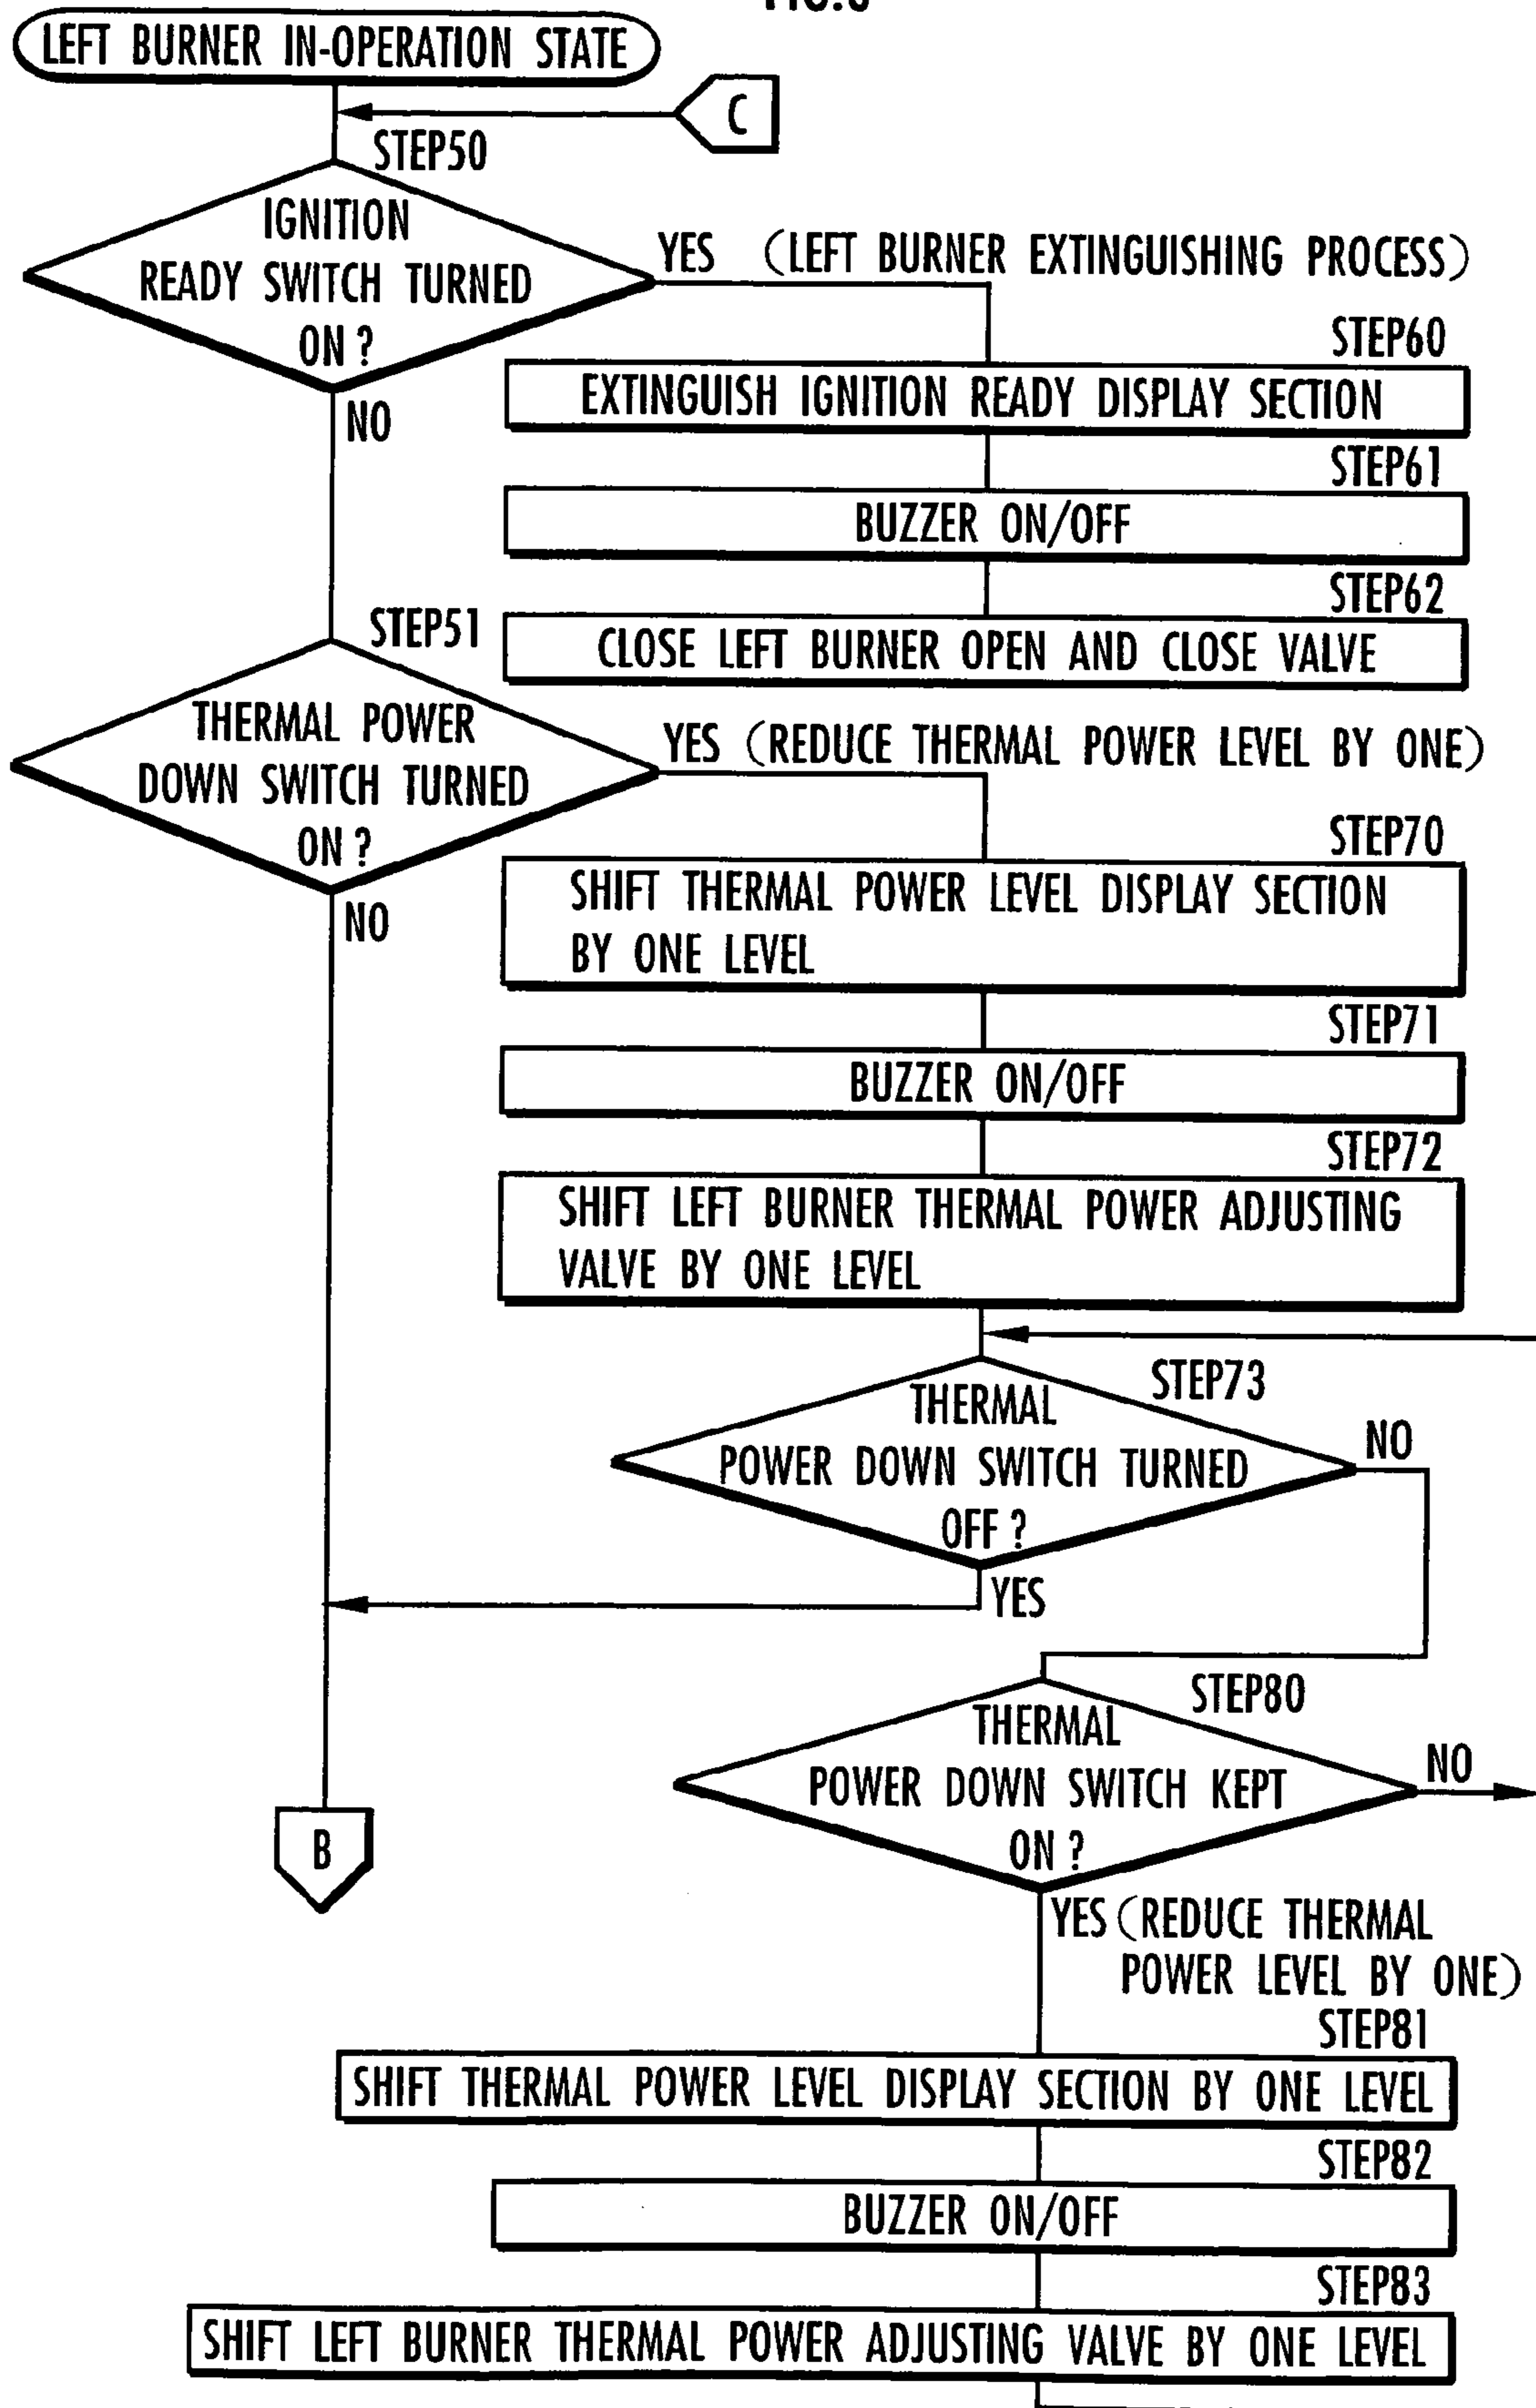 LEFT BURNER IN-OPERATION STATE
C
STEP50
IGNITION
READY SWITCH TURNED
ON ?
YES (LEFT BURNER EXTINGUISHING PROCESS)
NO
STEP60
EXTINGUISH IGNITION READY DISPLAY SECTION
STEP61
BUZZER ON/OFF
STEP62
CLOSE LEFT BURNER OPEN AND CLOSE VALVE
STEP51
THERMAL POWER
DOWN SWITCH TURNED
ON ?
YES (REDUCE THERMAL POWER LEVEL BY ONE)
NO
STEP70
SHIFT THERMAL POWER LEVEL DISPLAY SECTION
BY ONE LEVEL
STEP71
BUZZER ON/OFF
STEP72
SHIFT LEFT BURNER THERMAL POWER ADJUSTING
VALVE BY ONE LEVEL
STEP73
THERMAL
POWER DOWN SWITCH TURNED
OFF ?
NO
YES
STEP80
THERMAL
POWER DOWN SWITCH KEPT
ON ?
NO
B
YES (REDUCE THERMAL
POWER LEVEL BY ONE)
STEP81
SHIFT THERMAL POWER LEVEL DISPLAY SECTION BY ONE LEVEL
STEP82
BUZZER ON/OFF
STEP83
SHIFT LEFT BURNER THERMAL POWER ADJUSTING VALVE BY ONE LEVEL